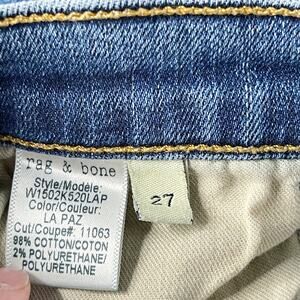 rag & bone
Style/Modèle:
W1502K520LAP
Color/Couleur:
LA PAZ
Cut/Coupe#: 11063
98% COTTON/COTON
2% POLYURETHANE/
POLYURÉTHANE
27